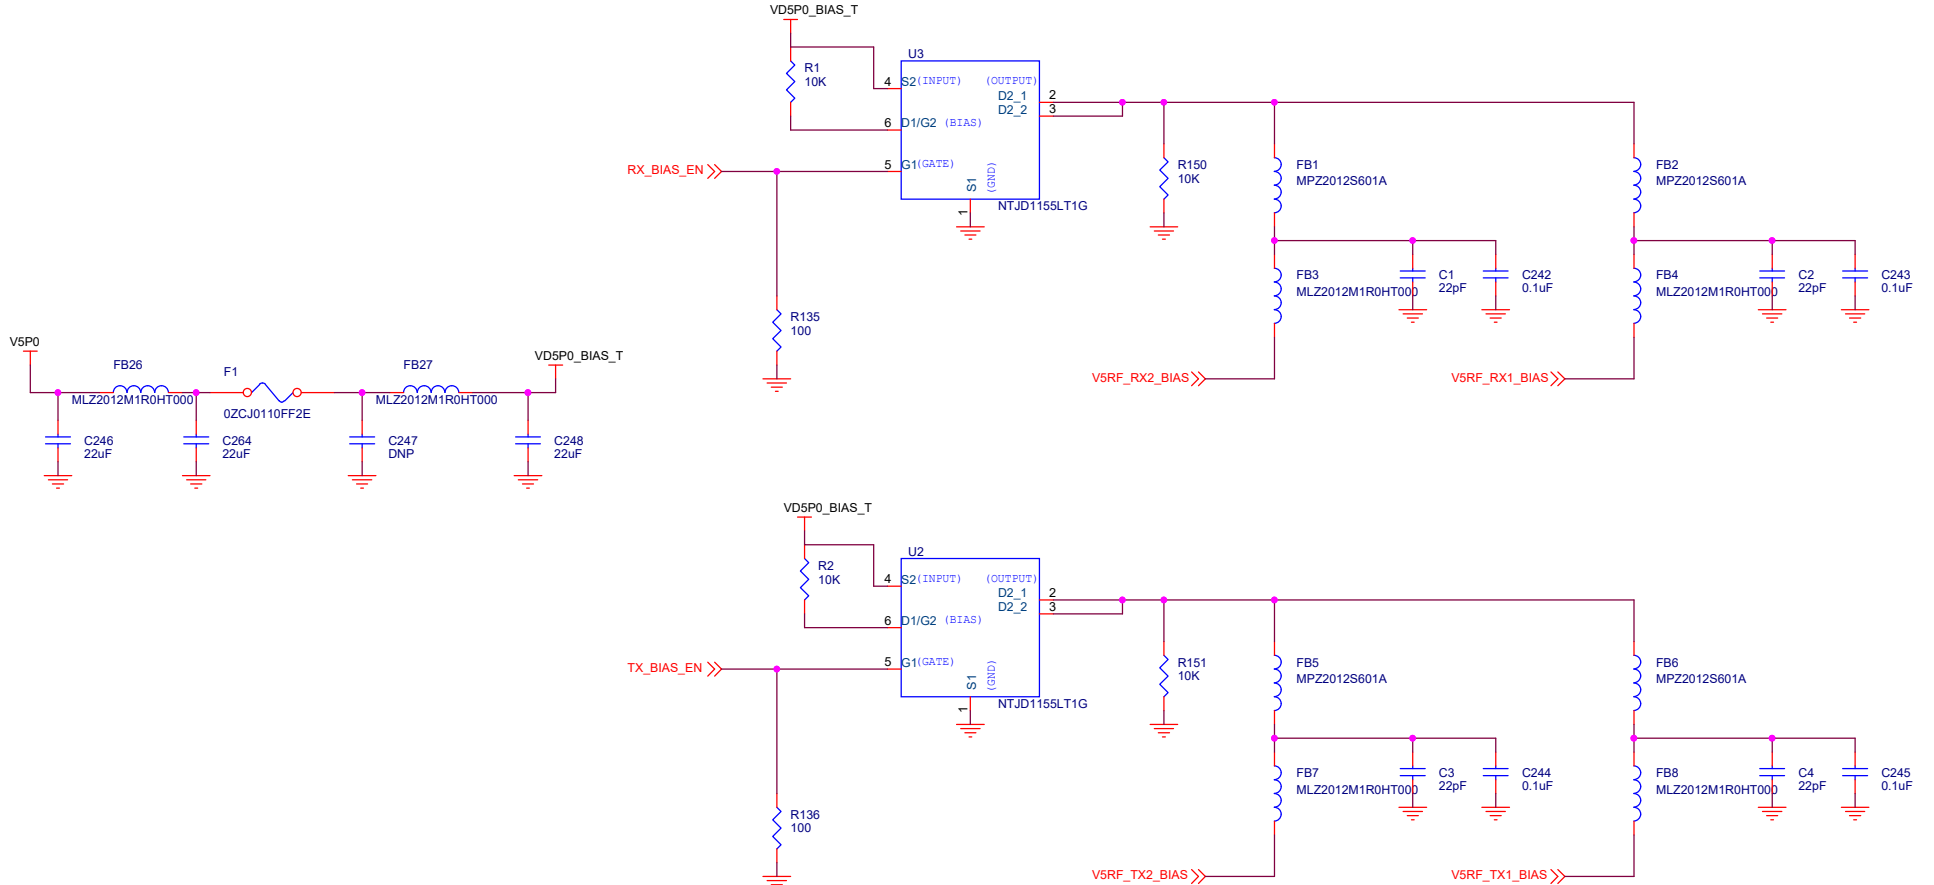 VD5P0_BIAS_T
R1
10K
U3
4
S2(INPUT)
(OUTPUT)
D2_1
2
D2_2
3
6
D1/G2 (BIAS)
RX_BIAS_EN
5
G1(GATE)
S1
(GND)
1
NTJD1155LT1G
R150
10K
FB1
MPZ2012S601A
FB2
MPZ2012S601A
FB3
MLZ2012M1R0HT000
C1
22pF
C242
0.1uF
FB4
MLZ2012M1R0HT000
C2
22pF
C243
0.1uF
R135
100
V5RF_RX2_BIAS
V5RF_RX1_BIAS
V5P0
FB26
MLZ2012M1R0HT000
F1
0ZCJ0110FF2E
FB27
MLZ2012M1R0HT000
VD5P0_BIAS_T
C246
22uF
C264
22uF
C247
DNP
C248
22uF
VD5P0_BIAS_T
R2
10K
U2
4
S2(INPUT)
(OUTPUT)
D2_1
2
D2_2
3
6
D1/G2 (BIAS)
TX_BIAS_EN
5
G1(GATE)
S1
(GND)
1
NTJD1155LT1G
R151
10K
FB5
MPZ2012S601A
FB6
MPZ2012S601A
FB7
MLZ2012M1R0HT000
C3
22pF
C244
0.1uF
FB8
MLZ2012M1R0HT000
C4
22pF
C245
0.1uF
R136
100
V5RF_TX2_BIAS
V5RF_TX1_BIAS